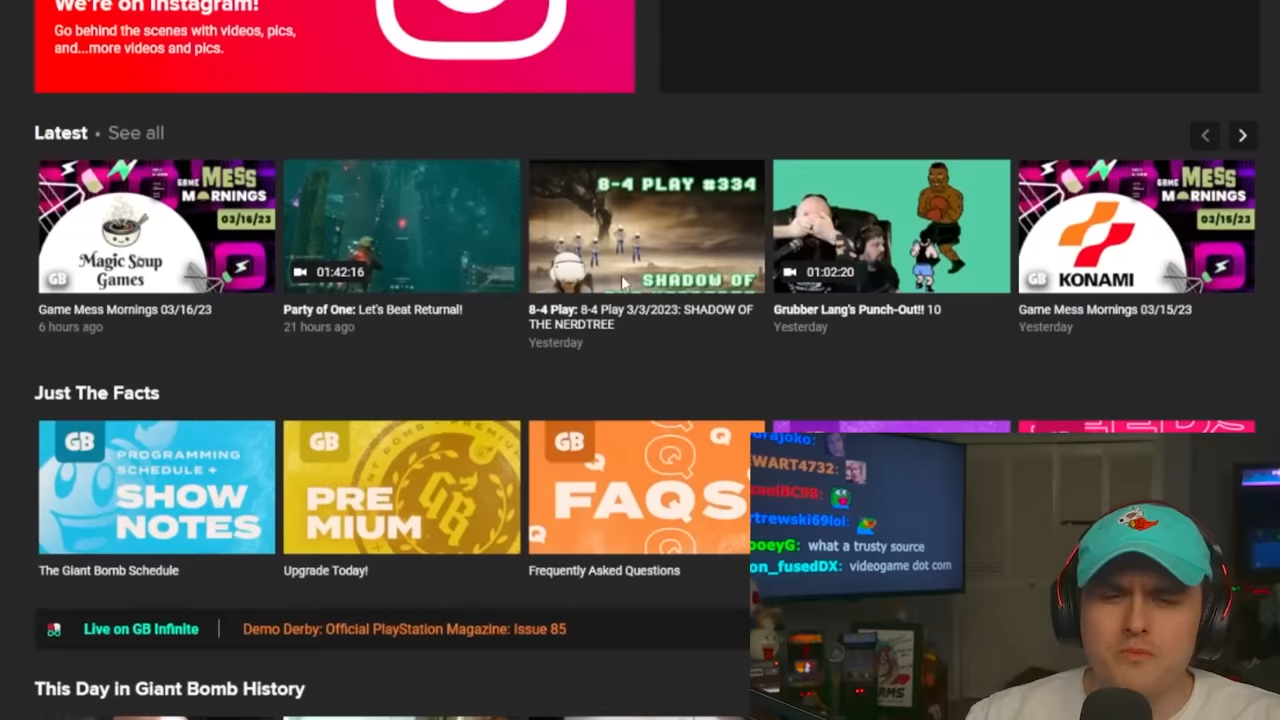 We're on Instagram!
Go behind the scenes with videos, pics,
and...more videos and pics.
Latest • See all
GAME MESS
MORNINGS
03/16/23
Magic Soup
Games
GB
01:42:16
8-4 PLAY #334
SHADOW OF
01:02:20
GAME MESS
MORNINGS
03/15/23
KONAMI
GB
Game Mess Mornings 03/16/23
6 hours ago
Party of One: Let's Beat Returnal!
21 hours ago
8-4 Play: 8-4 Play 3/3/2023: SHADOW OF
THE NERDTREE
Yesterday
Grubber Lang's Punch-Out!! 10
Yesterday
Game Mess Mornings 03/15/23
Yesterday
Just The Facts
GB
PROGRAMMING
SCHEDULE +
SHOW
NOTES
GB
PRE
MIUM
GB
FAQS
The Giant Bomb Schedule
Upgrade Today!
Frequently Asked Questions
WART4732:
rtrewski69lol:
ooeyG: what a trusty source
on_fusedDX: videogame dot com
Live on GB Infinite
Demo Derby: Official PlayStation Magazine: Issue 85
This Day in Giant Bomb History